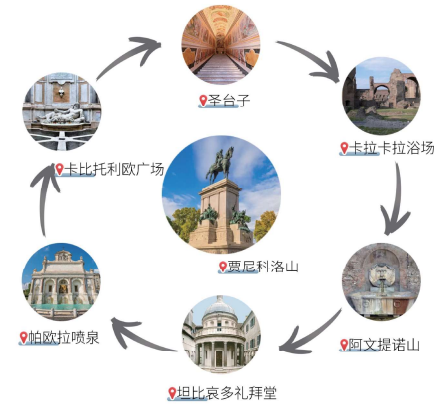 圣台子
卡拉卡拉浴场
卡比托利欧广场
贾尼科洛山
阿文提诺山
帕欧拉喷泉
坦比哀多礼拜堂